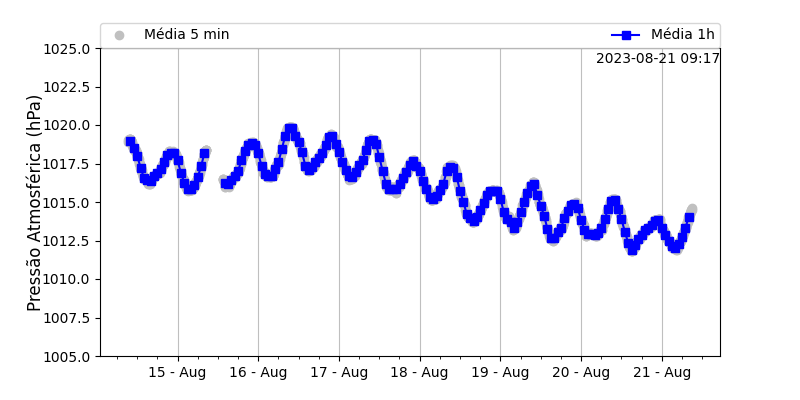 Média 5 min
Média 1h
2023-08-21 09:17
Pressão Atmosférica (hPa)
1025.0
1022.5
1020.0
1017.5
1015.0
1012.5
1010.0
1007.5
1005.0
15 - Aug
16 - Aug
17 - Aug
18 - Aug
19 - Aug
20 - Aug
21 - Aug